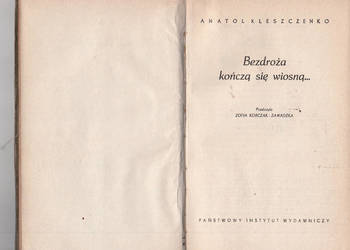 ANATOL KLESZCZENKO
Bezdroża
kończą się wiosną...
Przełożyła
ZOFIA KORCZAK-ZAWADZKA
PAŃSTWOWY INSTYTUT WYDAWNICZY